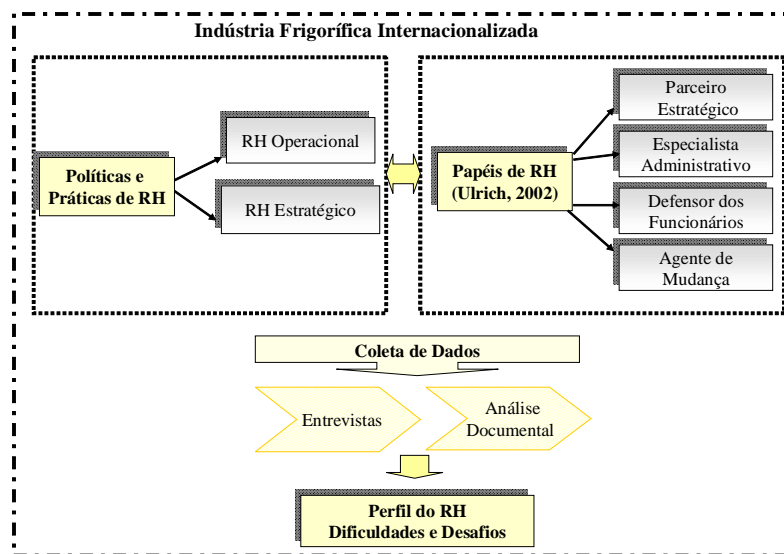 Indústria Frigorífica Internacionalizada
Políticas e
Práticas de RH
RH Operacional
RH Estratégico
Papéis de RH
(Ulrich, 2002)
Parceiro
Estratégico
Especialista
Administrativo
Defensor dos
Funcionários
Agente de
Mudança
Coleta de Dados
Entrevistas
Análise
Documental
Perfil do RH
Dificuldades e Desafios